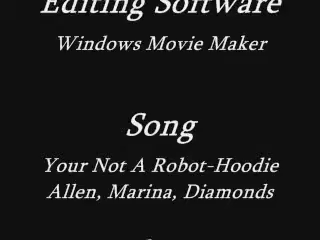 Editing Software
Windows Movie Maker
Song
Your Not A Robot-Hoodie
Allen, Marina, Diamonds